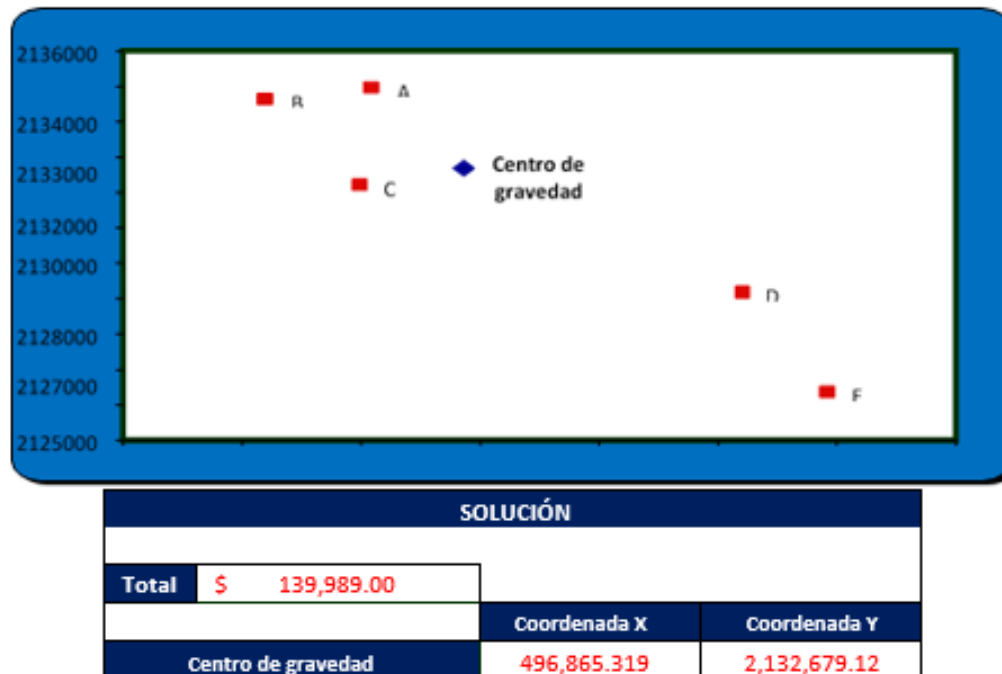 2136000
A
B
2134000
Centro de
gravedad
2133000
C
2132000
2130000
D
2128000
2127000
2125000
SOLUCIÓN
Total $ 139,989.00
Coordenada X Coordenada Y
Centro de gravedad 496,865.319 2,132,679.12